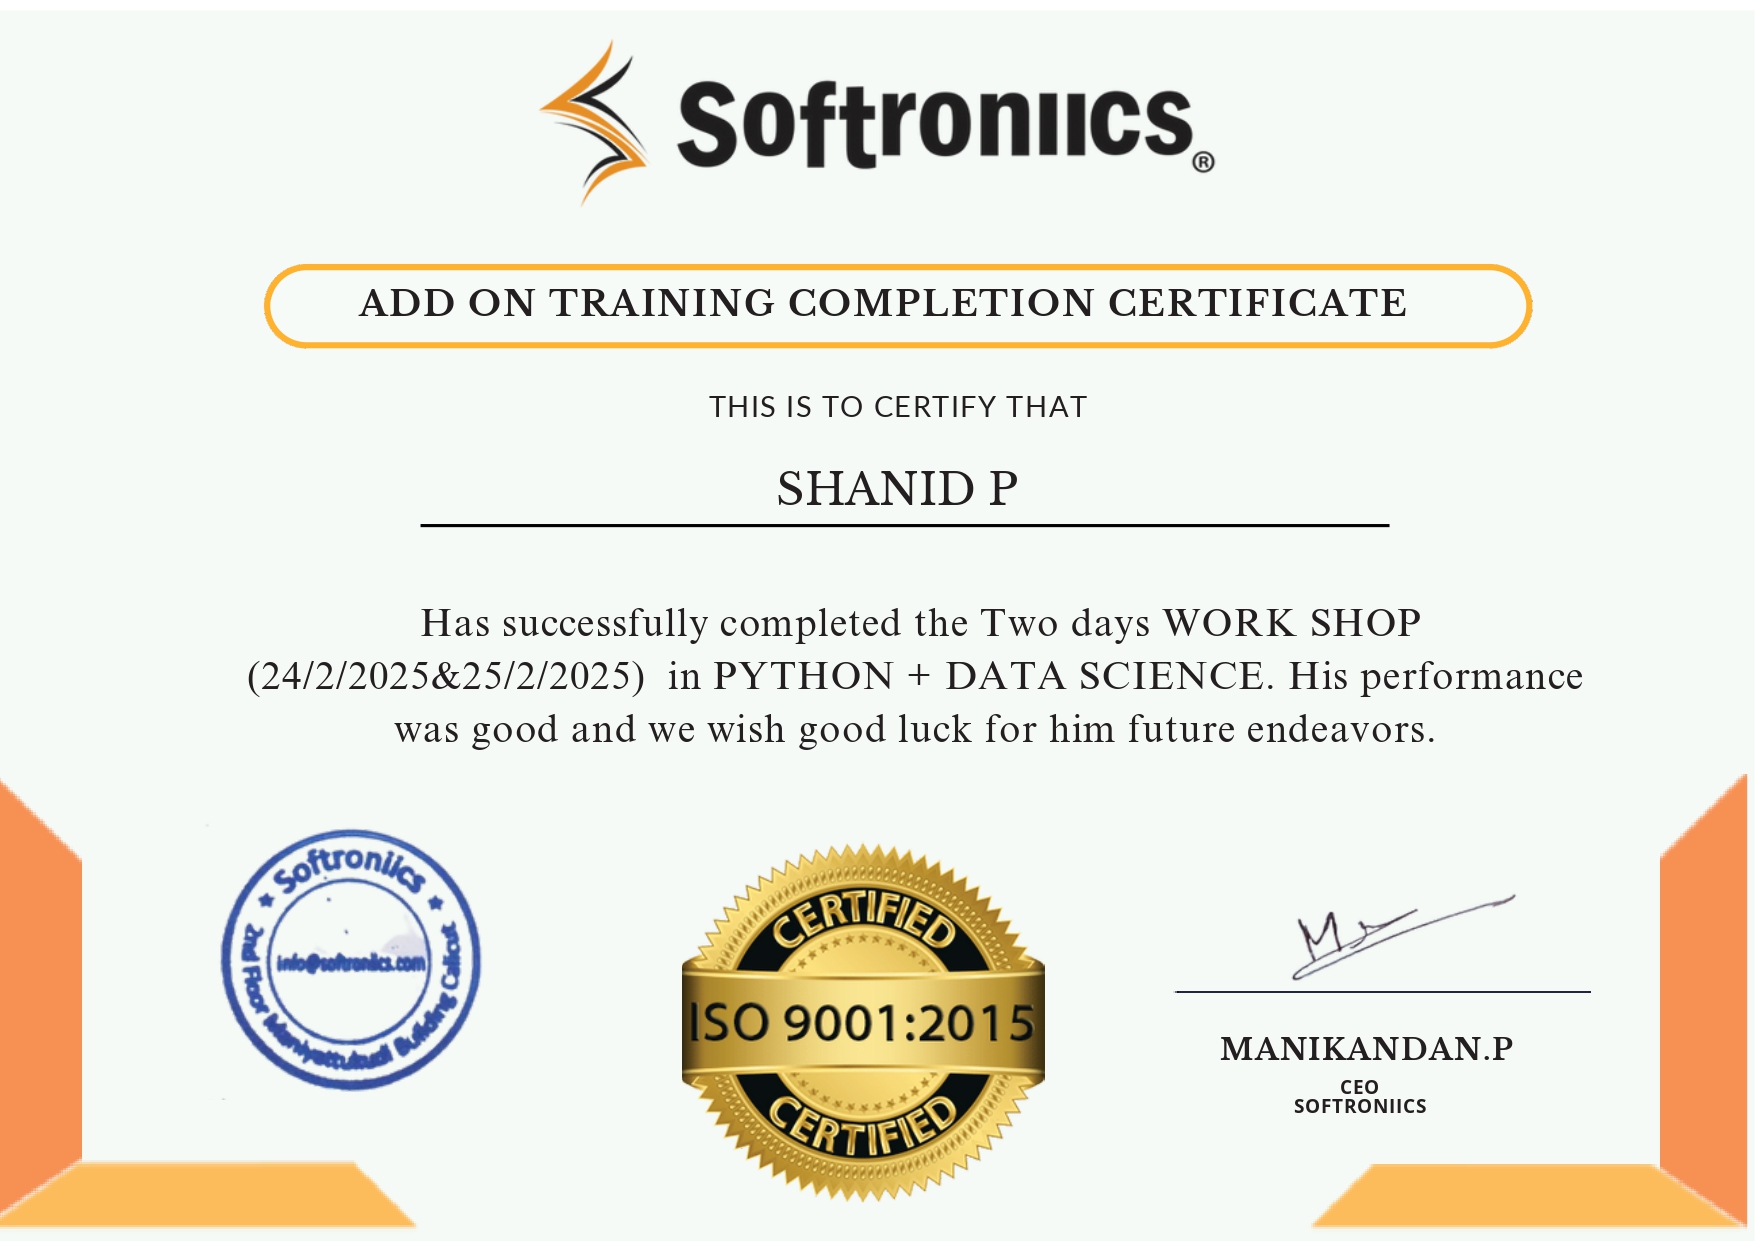 Softroniics®
ADD ON TRAINING COMPLETION CERTIFICATE
THIS IS TO CERTIFY THAT
SHANID P
Has successfully completed the Two days WORK SHOP
(24/2/2025&25/2/2025) in PYTHON + DATA SCIENCE. His performance
was good and we wish good luck for him future endeavors.
Softroniics
info@softroniics.com
2nd Floor Maniyattukudi Building Calicut
CERTIFIED
ISO 9001:2015
CERTIFIED
MANIKANDAN.P
CEO
SOFTRONIICS